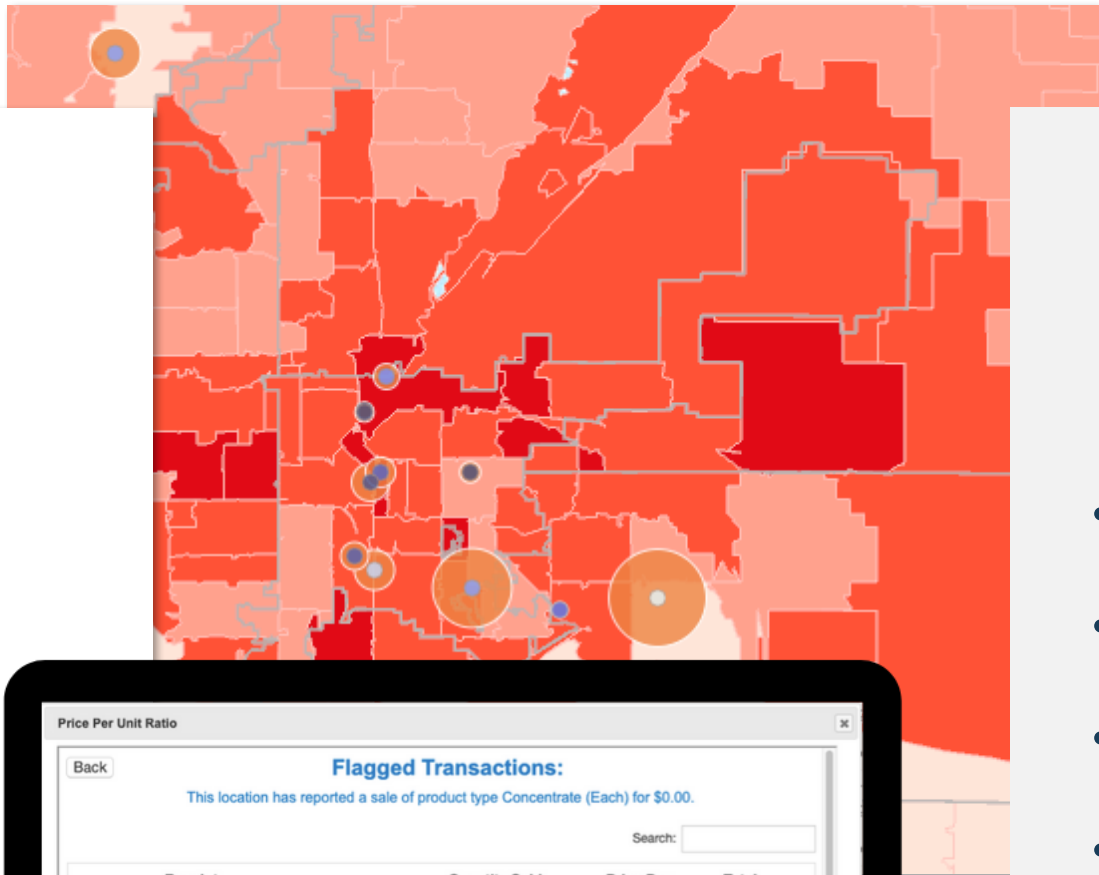 Price Per Unit Ratio
Back
Flagged Transactions:
This location has reported a sale of product type Concentrate (Each) for $0.00.
Search: